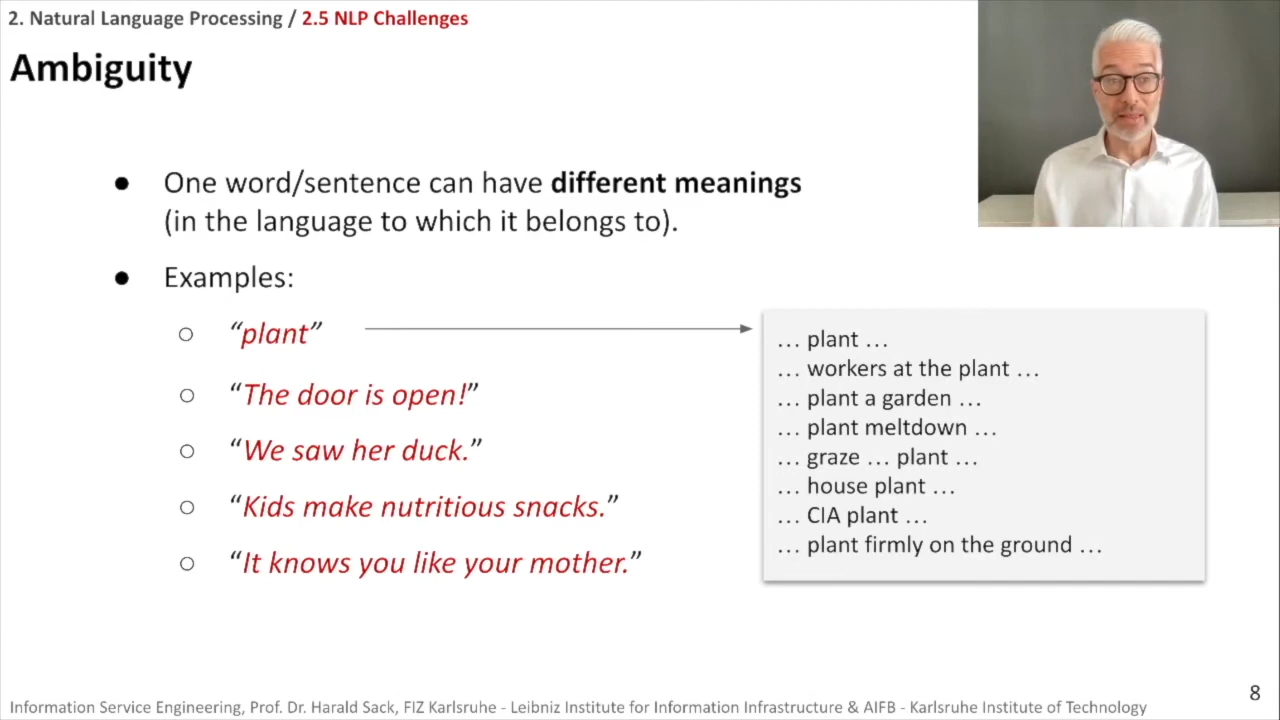 2. Natural Language Processing / 2.5 NLP Challenges
Ambiguity
● One word/sentence can have different meanings
(in the language to which it belongs to).
● Examples:
○ “plant”
○ “The door is open!”
○ “We saw her duck.”
○ “Kids make nutritious snacks.”
○ “It knows you like your mother.”
… plant …
… workers at the plant …
… plant a garden …
… plant meltdown …
… graze … plant …
… house plant …
… CIA plant …
… plant firmly on the ground …
8
Information Service Engineering, Prof. Dr. Harald Sack, FIZ Karlsruhe - Leibniz Institute for Information Infrastructure & AIFB - Karlsruhe Institute of Technology